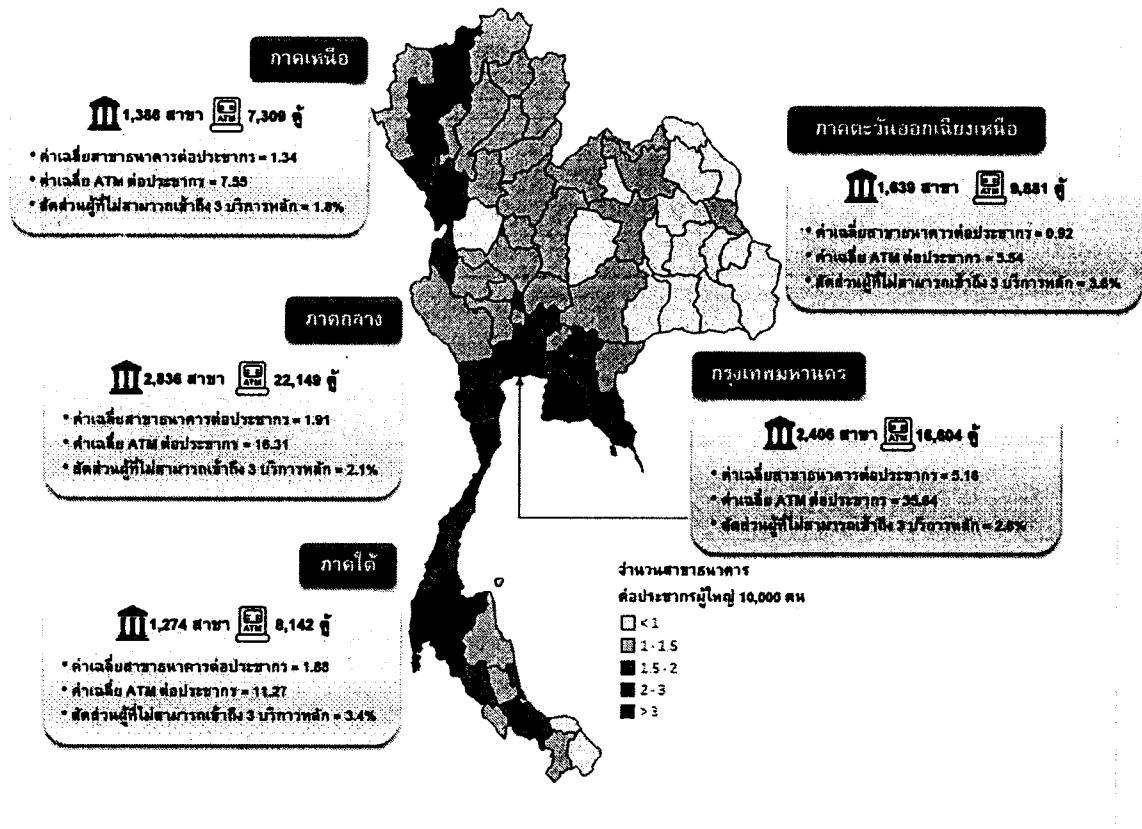 ภาคเหนือ
1,388 สาขา ATM 7,309 ตู้
* ค่าเฉลี่ยสาขาธนาคารต่อประชากร = 1.34
* ค่าเฉลี่ย ATM ต่อประชากร = 7.55
* สัดส่วนผู้ที่ไม่สามารถเข้าถึง 3 บริการหลัก = 1.8%
ภาคตะวันออกเฉียงเหนือ
1,639 สาขา ATM 9,881 ตู้
* ค่าเฉลี่ยสาขาธนาคารต่อประชากร = 0.92
* ค่าเฉลี่ย ATM ต่อประชากร = 5.54
* สัดส่วนผู้ที่ไม่สามารถเข้าถึง 3 บริการหลัก = 3.6%
ภาคกลาง
2,836 สาขา ATM 22,149 ตู้
* ค่าเฉลี่ยสาขาธนาคารต่อประชากร = 1.91
* ค่าเฉลี่ย ATM ต่อประชากร = 16.31
* สัดส่วนผู้ที่ไม่สามารถเข้าถึง 3 บริการหลัก = 2.1%
กรุงเทพมหานคร
2,406 สาขา ATM 16,604 ตู้
* ค่าเฉลี่ยสาขาธนาคารต่อประชากร = 5.16
* ค่าเฉลี่ย ATM ต่อประชากร = 35.64
* สัดส่วนผู้ที่ไม่สามารถเข้าถึง 3 บริการหลัก = 2.6%
ภาคใต้
1,274 สาขา ATM 8,142 ตู้
* ค่าเฉลี่ยสาขาธนาคารต่อประชากร = 1.88
* ค่าเฉลี่ย ATM ต่อประชากร = 11.27
* สัดส่วนผู้ที่ไม่สามารถเข้าถึง 3 บริการหลัก = 3.4%
จำนวนสาขาธนาคาร
ต่อประชากรผู้ใหญ่ 10,000 คน
<1
1-1.5
1.5-2
2-3
>3